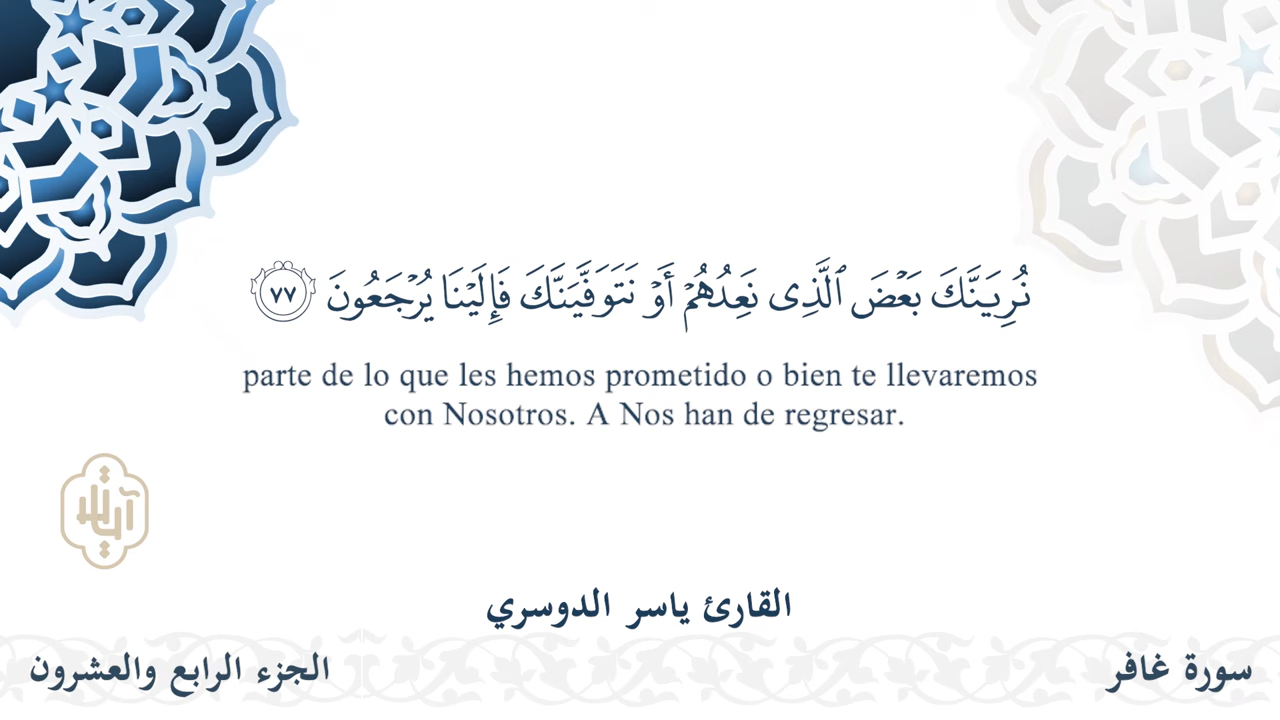 نُرِيَنَّكَ بَعْضَ ٱلَّذِى نَعِدُهُمْ أَوْ نَتَوَفَّيَنَّكَ فَإِلَيْنَا يُرْجَعُونَ ٧٧
parte de lo que les hemos prometido o bien te llevaremos
con Nosotros. A Nos han de regresar.
القارئ ياسر الدوسري
سورة غافر
الجزء الرابع والعشرون